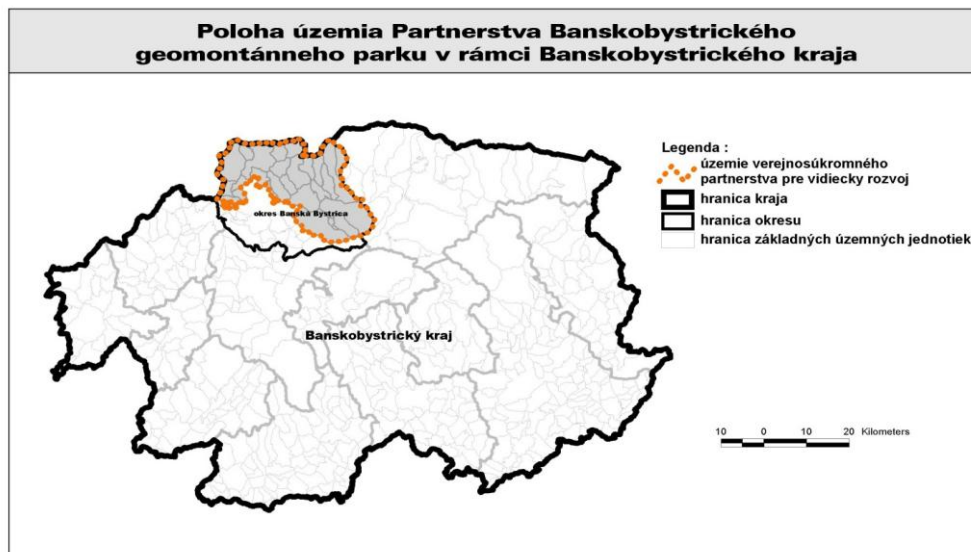 Poloha územia Partnerstva Banskobystrického
geomontánneho parku v rámci Banskobystrického kraja
Legenda :
územie verejnosúkromného
partnerstva pre vidiecky rozvoj
hranica kraja
hranica okresu
hranica základných územných jednotiek
okres Banská Bystrica
Banskobystrický kraj
10 0 10 20 Kilometers